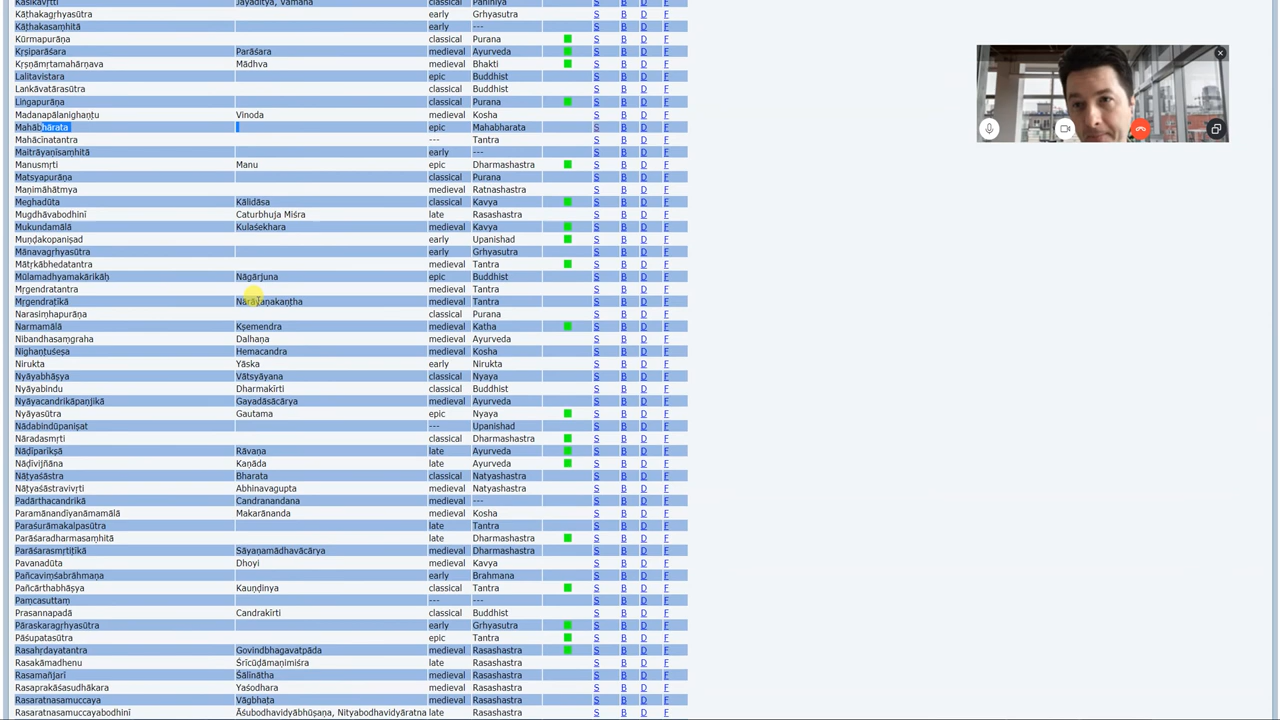 Kāśikāvṛtti Jayāditya, Vāmana classical Pāṇinīya S B D F
Kāṭhakagṛhyasūtra early Grhyasutra S B D F
Kāṭhakasaṃhitā early --- S B D F
Kūrmapurāṇa classical Purana S B D F
Kṛṣiparāśara Parāśara medieval Ayurveda S B D F
Kṛṣṇāmṛtamahārṇava Mādhva medieval Bhakti S B D F
Lalitavistara epic Buddhist S B D F
Laṅkāvatārasūtra classical Buddhist S B D F
Liṅgapurāṇa classical Purana S B D F
Madanapālanighaṇṭu Vinoda medieval Kosha S B D F
Mahābhārata epic Mahabharata S B D F
Mahācīnatantra --- Tantra S B D F
Maitrāyaṇīsaṃhitā early --- S B D F
Manusmṛti Manu epic Dharmashastra S B D F
Matsyapurāṇa classical Purana S B D F
Maṇimāhātmya medieval Ratnashastra S B D F
Meghadūta Kālidāsa classical Kavya S B D F
Mugdhāvabodhinī Caturbhuja Miśra late Rasashastra S B D F
Mukundamālā Kulaśekhara medieval Kavya S B D F
Muṇḍakopaniṣad early Upanishad S B D F
Mānavagṛhyasūtra early Grhyasutra S B D F
Mātṛkābhedatantra medieval Tantra S B D F
Mūlamadhyamakārikāḥ Nāgārjuna epic Buddhist S B D F
Mṛgendratantra medieval Tantra S B D F
Mṛgendraṭīkā Nārāyaṇakaṇṭha medieval Tantra S B D F
Narasiṃhapurāṇa classical Purana S B D F
Narmamālā Kṣemendra medieval Katha S B D F
Nibandhasaṃgraha Ḍalhaṇa medieval Ayurveda S B D F
Nighaṇṭuśeṣa Hemacandra medieval Kosha S B D F
Nirukta Yāska early Nirukta S B D F
Nyāyabhāṣya Vātsyāyana classical Nyaya S B D F
Nyāyabindu Dharmakīrti classical Buddhist S B D F
Nyāyacandrikāpañjikā Gayadāsācārya medieval Ayurveda S B D F
Nyāyasūtra Gautama epic Nyaya S B D F
Nādabindūpaniṣat --- Upanishad S B D F
Nāradasmṛti classical Dharmashastra S B D F
Nāḍīparīkṣā Rāvaṇa late Ayurveda S B D F
Nāḍīvijñāna Kaṇāda late Ayurveda S B D F
Nāṭyaśāstra Bharata classical Natyashastra S B D F
Nāṭyaśāstravivṛti Abhinavagupta medieval Natyashastra S B D F
Padārthacandrikā Candranandana medieval --- S B D F
Paramānandīyanāmamālā Makārānanda medieval Kosha S B D F
Paraśurāmakalpasūtra late Tantra S B D F
Parāśaradharmasaṃhitā late Dharmashastra S B D F
Parāśarasmṛtiṭīkā Sāyaṇamādhavācārya medieval Dharmashastra S B D F
Pavanadūta Dhoyi medieval Kavya S B D F
Pañcaviṃśabrāhmaṇa early Brahmana S B D F
Pañcārthabhāṣya Kauṇḍinya classical Tantra S B D F
Paṃcasuttaṃ --- --- S B D F
Prasannapadā Candrakīrti classical Buddhist S B D F
Pāraskaragṛhyasūtra early Grhyasutra S B D F
Pāśupatasūtra epic Tantra S B D F
Rasahṛdayatantra Govindbhagavatpāda medieval Rasashastra S B D F
Rasakāmadhenu Śrīcūḍāmaṇimiśra late Rasashastra S B D F
Rasamañjarī Śālinātha medieval Rasashastra S B D F
Rasaprakāśasudhākara Yaśodhara medieval Rasashastra S B D F
Rasaratnasamuccaya Vāgbhaṭa medieval Rasashastra S B D F
Rasaratnasamuccayabodhinī Āśubodhavidyābhūṣaṇa, Nityabodhavidyāratna late Rasashastra S B D F